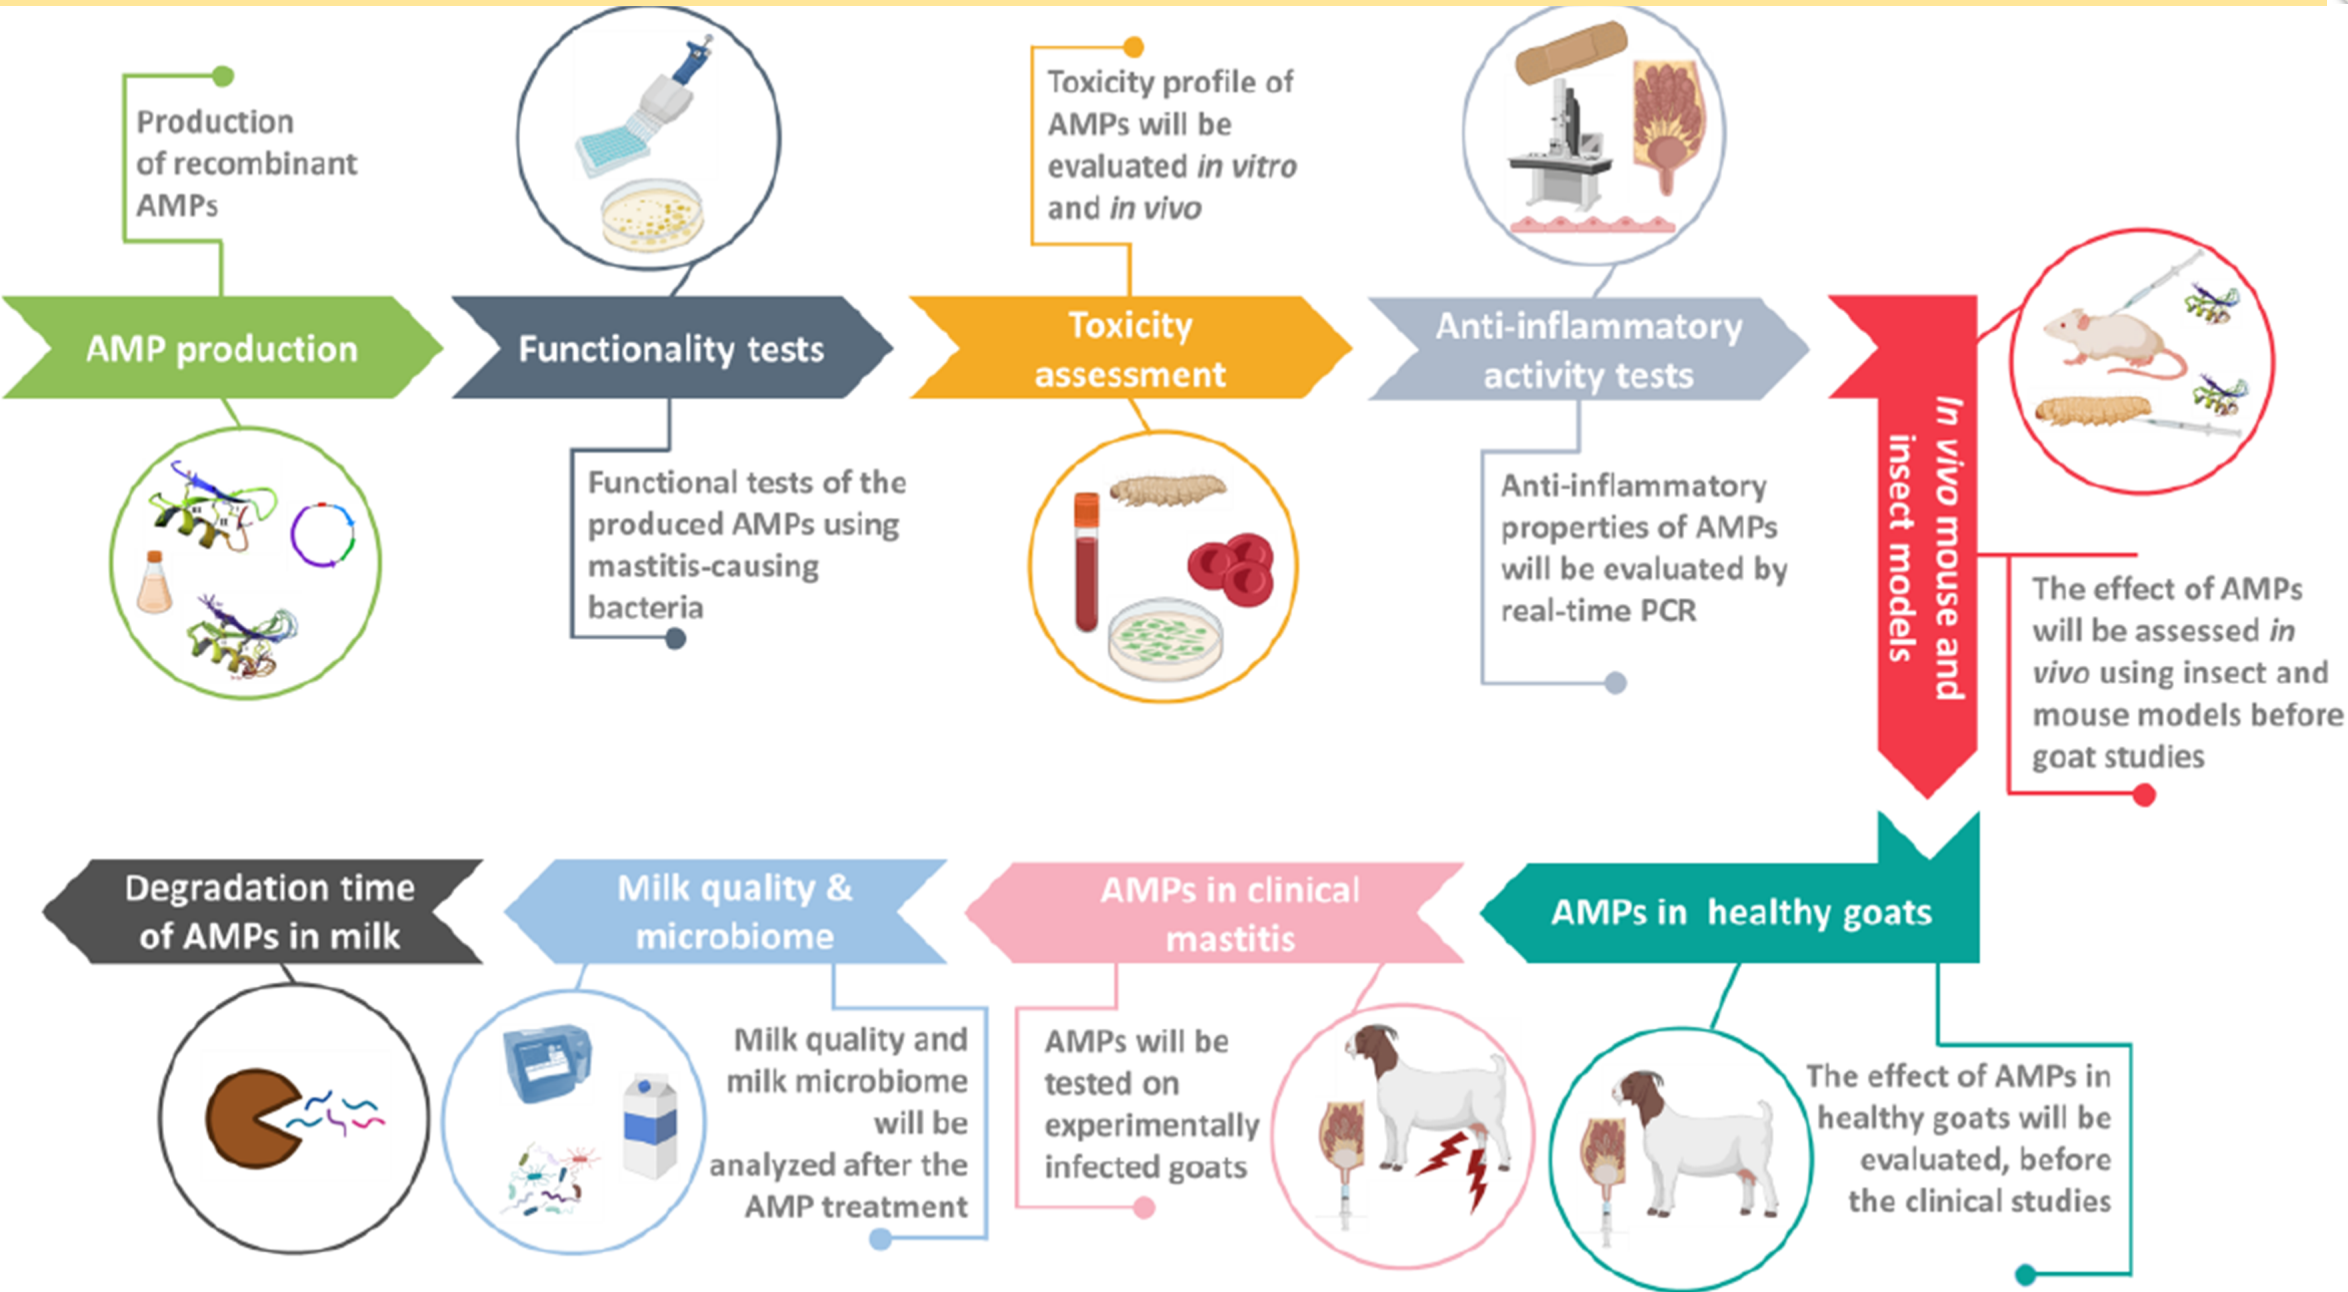 Production
of recombinant
AMPs
AMP production
Functionality tests
Functional tests of the
produced AMPs using
mastitis-causing
bacteria
Toxicity profile of
AMPs will be
evaluated in vitro
and in vivo
Toxicity
assessment
Anti-inflammatory
activity tests
Anti-inflammatory
properties of AMPs
will be evaluated by
real-time PCR
In vivo mouse and
insect models
The effect of AMPs
will be assessed in
vivo using insect and
mouse models before
goat studies
AMPs in healthy goats
The effect of AMPs in
healthy goats will be
evaluated, before
the clinical studies
AMPs in clinical
mastitis
AMPs will be
tested on
experimentally
infected goats
Milk quality &
microbiome
Milk quality and
milk microbiome
will be
analyzed after the
AMP treatment
Degradation time
of AMPs in milk